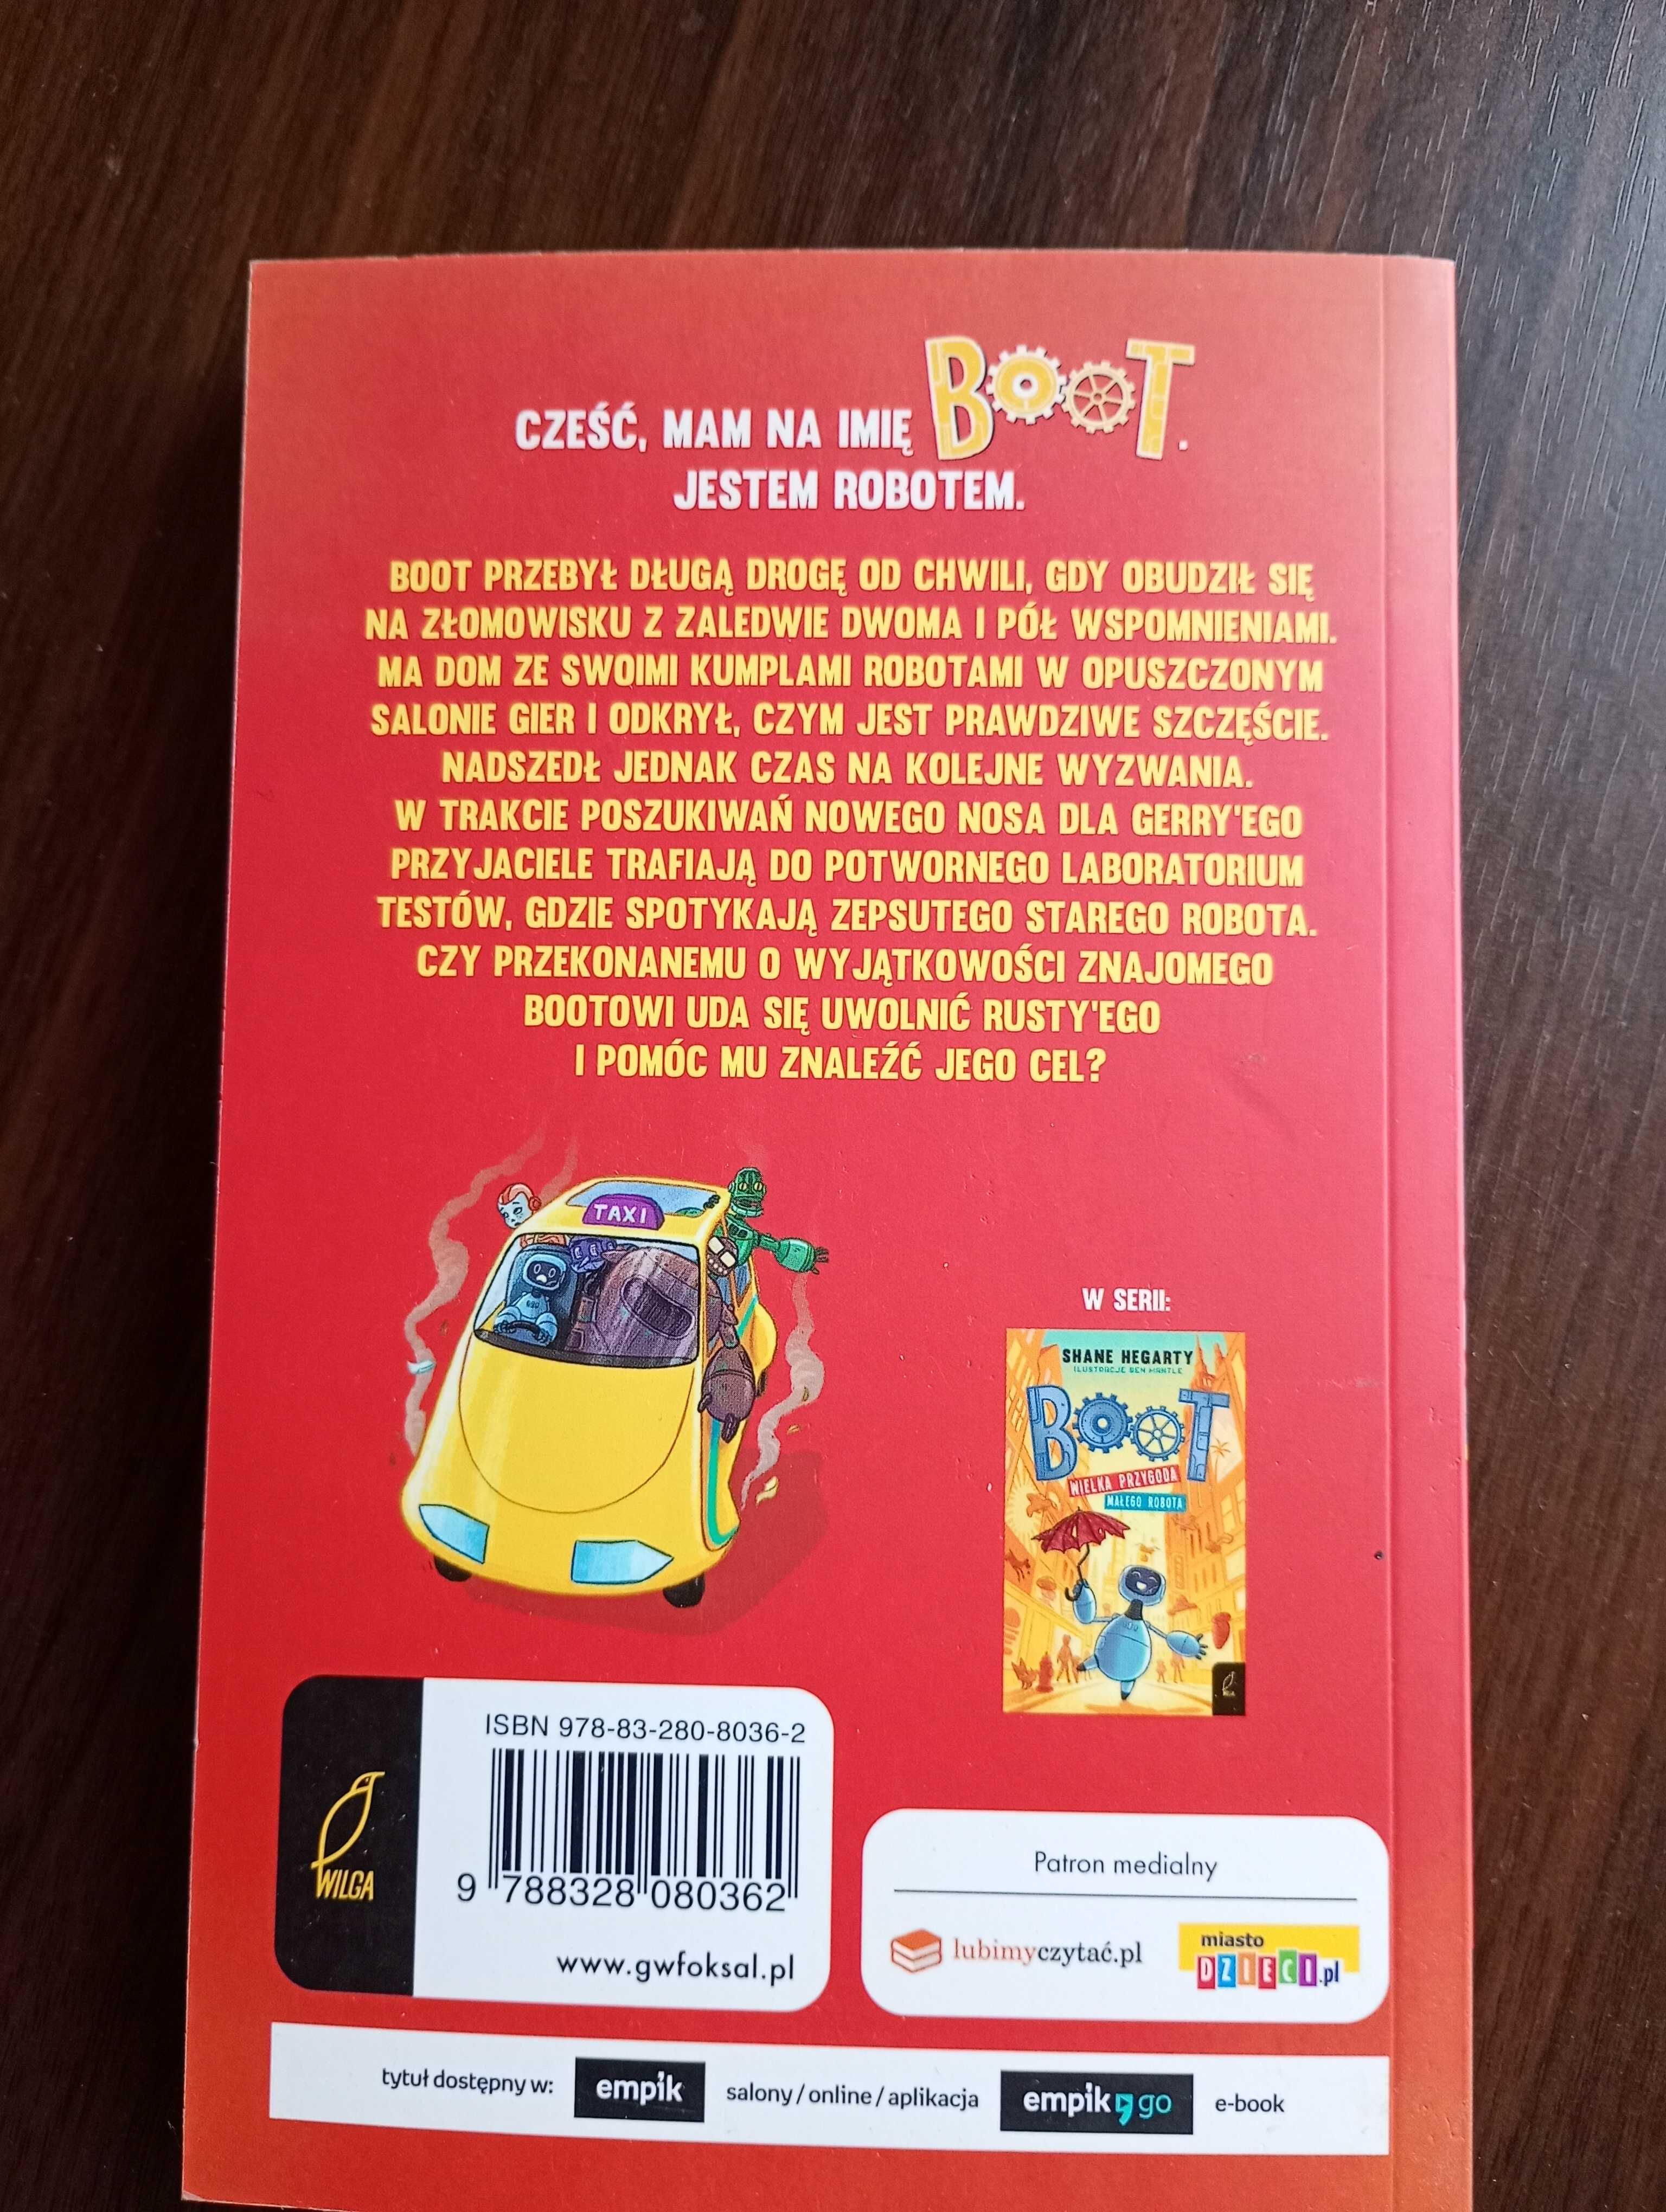 CZEŚĆ, MAM NA IMIĘ BOOT.
JESTEM ROBOTEM.
BOOT PRZEBYŁ DŁUGĄ DROGĘ OD CHWILI, GDY OBUDZIŁ SIĘ
NA ZŁOMOWISKU Z ZALEDWIE DWOMA I PÓŁ WSPOMNIENIAMI.
MA DOM ZE SWOIMI KUMPLAMI ROBOTAMI W OPUSZCZONYM
SALONIE GIER I ODKRYŁ, CZYM JEST PRAWDZIWE SZCZĘŚCIE.
NADSZEDŁ JEDNAK CZAS NA KOLEJNE WYZWANIA.
W TRAKCIE POSZUKIWAŃ NOWEGO NOSA DLA GERRY'EGO
PRZYJACIELE TRAFIAJĄ DO POTWORNEGO LABORATORIUM
TESTÓW, GDZIE SPOTYKAJĄ ZEPSUTEGO STAREGO ROBOTA.
CZY PRZEKONANEMU O WYJĄTKOWOŚCI ZNAJOMEGO
BOOTOWI UDA SIĘ UWOLNIĆ RUSTY'EGO
I POMÓC MU ZNALEŹĆ JEGO CEL?
TAXI
W SERII:
SHANE HEGARTY
ILUSTRACJE BEN MANTLE
BOOT
WIELKA PRZYGODA
MAŁEGO ROBOTA
WILGA
ISBN 978-83-280-8036-2
9 788328 080362
WILGA
www.gwfoksal.pl
Patron medialny
lubimyczytać.pl
miasto
DZIECI.pl
tytuł dostępny w: empik salony / online / aplikacja empik go e-book